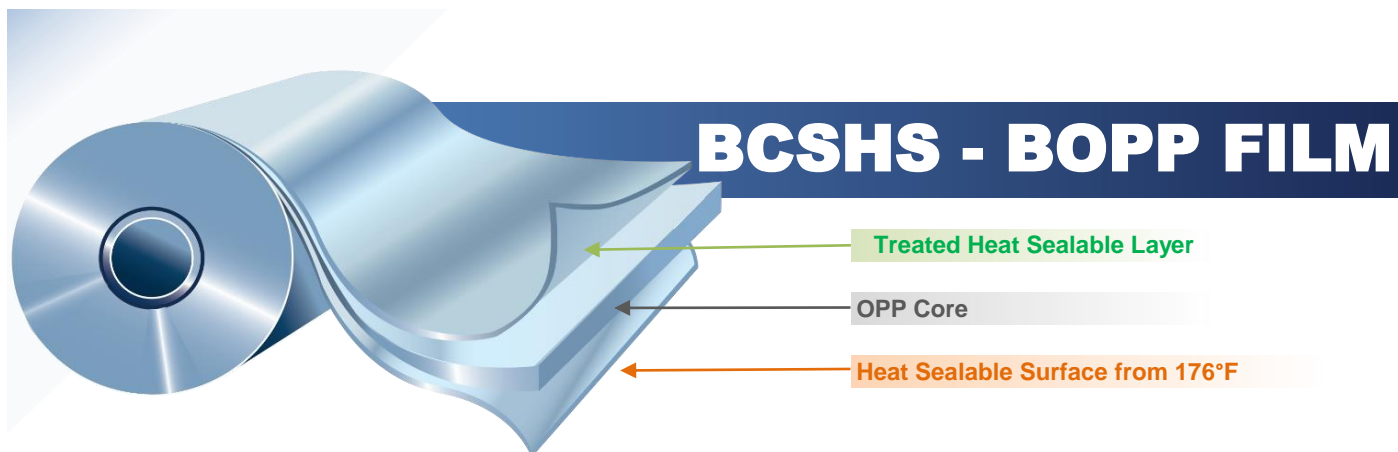 BCSHS - BOPP FILM
Treated Heat Sealable Layer
OPP Core
Heat Sealable Surface from 176°F